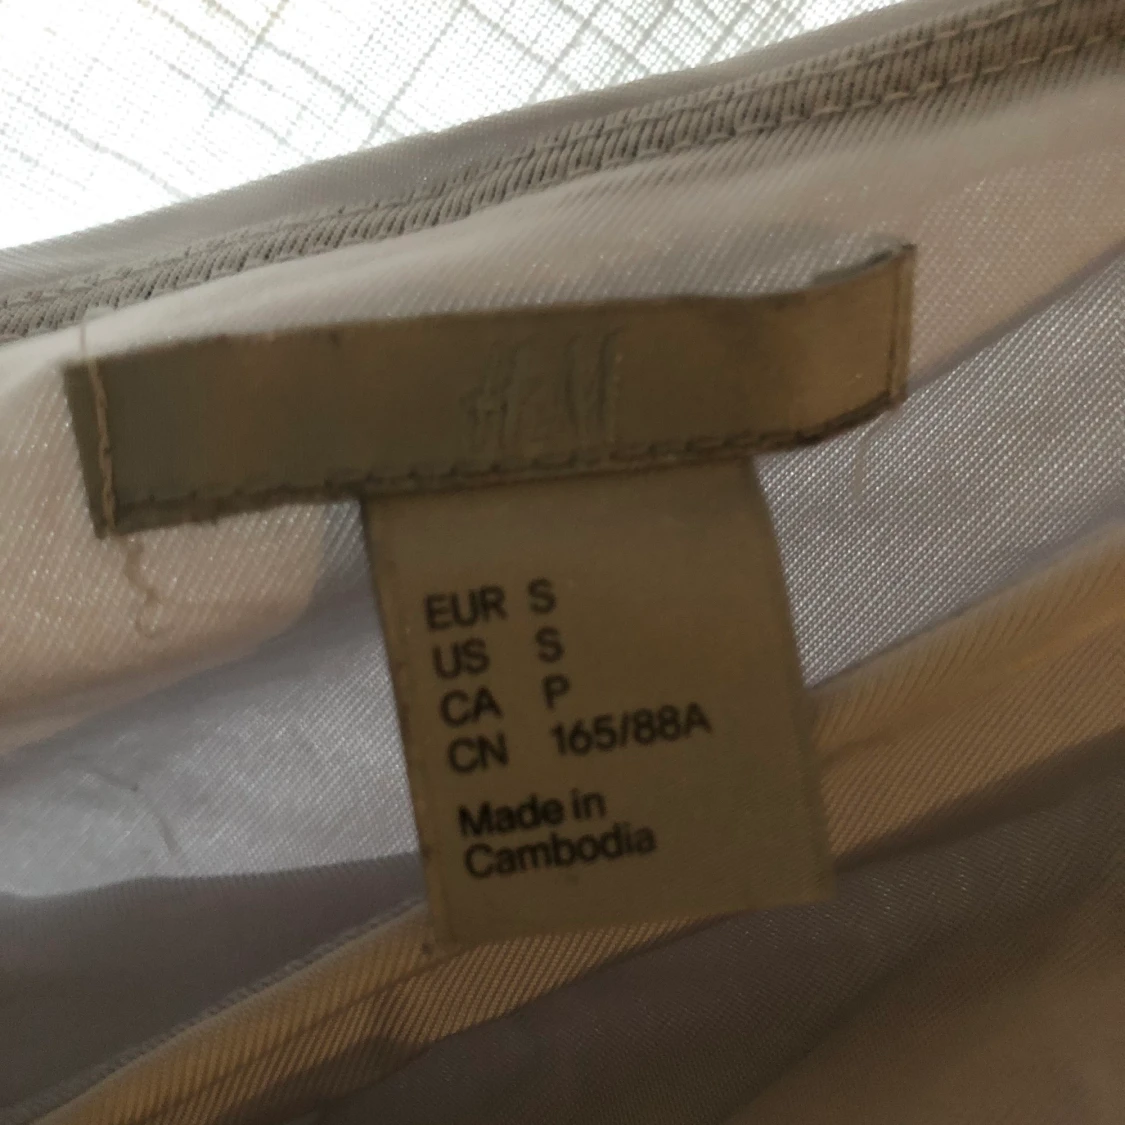 H&M
EUR S
US S
CA P
CN 165/88A
Made in
Cambodia